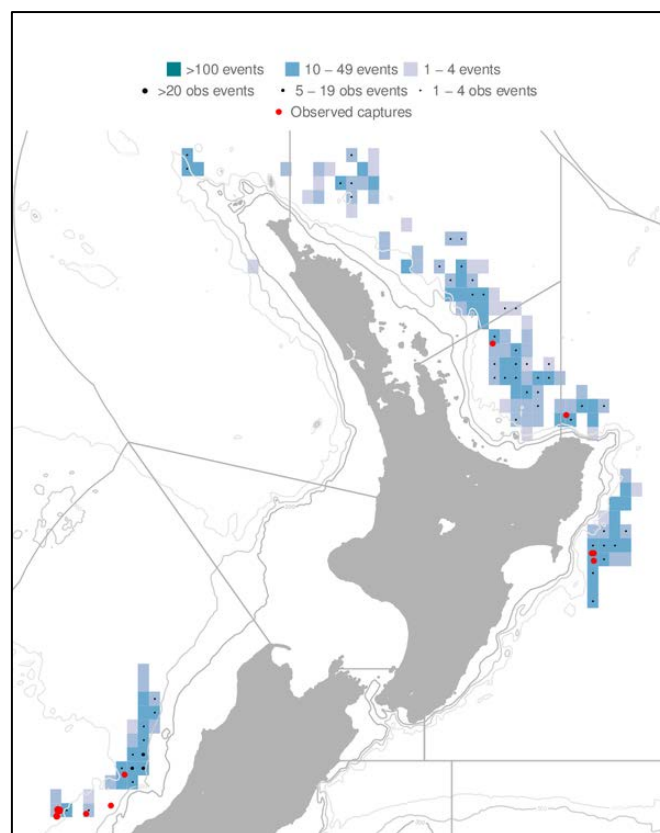 >100 events 10 – 49 events 1 – 4 events
>20 obs events 5 – 19 obs events 1 – 4 obs events
Observed captures